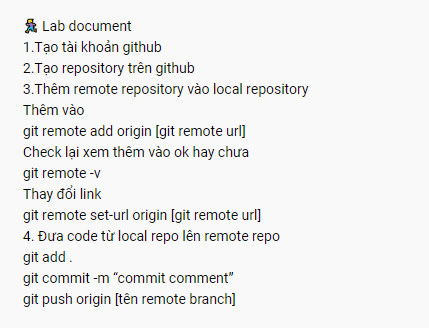 🏃 Lab document
1.Tạo tài khoản github
2.Tạo repository trên github
3.Thêm remote repository vào local repository
Thêm vào
git remote add origin [git remote url]
Check lại xem thêm vào ok hay chưa
git remote -v
Thay đổi link
git remote set-url origin [git remote url]
4. Đưa code từ local repo lên remote repo
git add .
git commit -m “commit comment”
git push origin [tên remote branch]